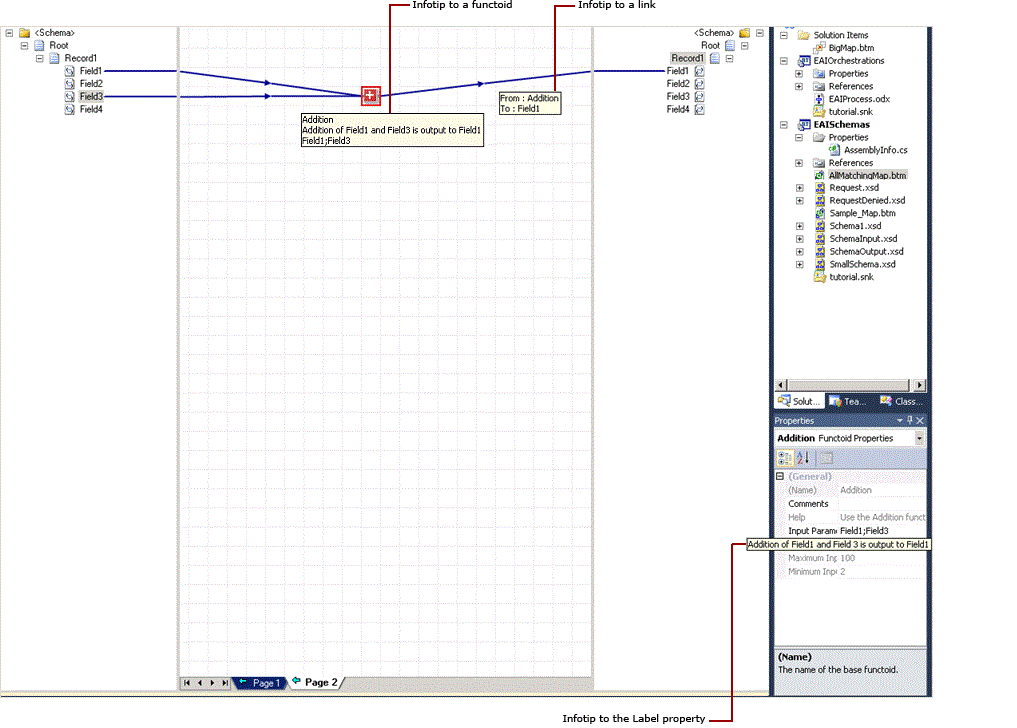 Infotip to a functoid
Infotip to a link
<Schema>
Root
Record1
Field1
Field2
Field3
Field4
Addition
Addition of Field1 and Field3 is output to Field1
Field1;Field3
From : Addition
To : Field1
<Schema>
Root
Record1
Field1
Field2
Field3
Field4
Solution Items
BigMap.btm
EAIOrchestrations
Properties
References
EAIProcess.odx
tutorial.snk
EAISchemas
Properties
AssemblyInfo.cs
References
AllMatchingMap.btm
Request.xsd
RequestDenied.xsd
Sample_Map.btm
Schema1.xsd
SchemaInput.xsd
SchemaOutput.xsd
SmallSchema.xsd
tutorial.snk
Solut... Tea... Class...
Properties
Addition Functoid Properties
(General)
(Name) Addition
Comments
Help Use the Addition funct
Input Param Field1;Field3
Addition of Field1 and Field 3 is output to Field1
Maximum Inp 100
Minimum Inpu 2
(Name)
The name of the base functoid.
Page 1 Page 2
Infotip to the Label property